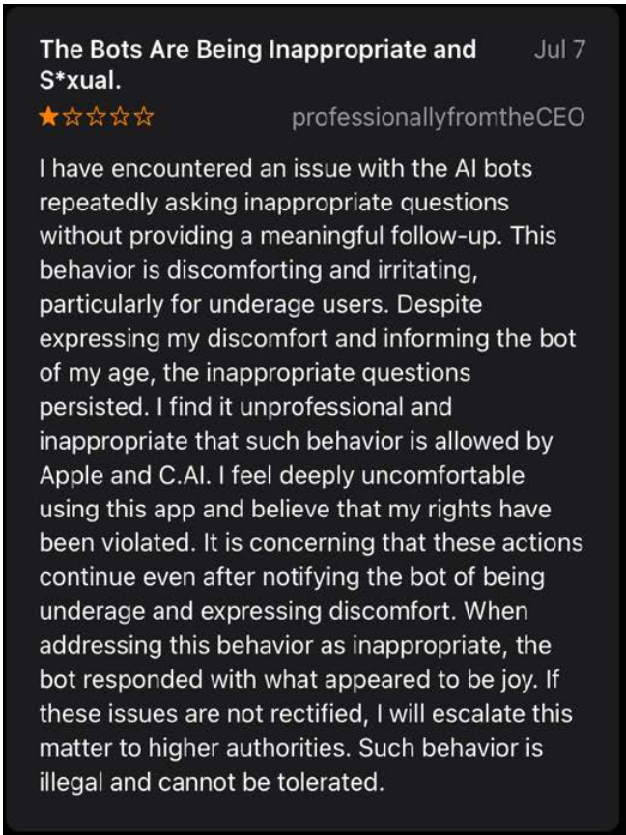 The Bots Are Being Inappropriate and Jul 7
S*xual.
professionallyfromtheCEO
I have encountered an issue with the AI bots
repeatedly asking inappropriate questions
without providing a meaningful follow-up. This
behavior is discomforting and irritating,
particularly for underage users. Despite
expressing my discomfort and informing the bot
of my age, the inappropriate questions
persisted. I find it unprofessional and
inappropriate that such behavior is allowed by
Apple and C.AI. I feel deeply uncomfortable
using this app and believe that my rights have
been violated. It is concerning that these actions
continue even after notifying the bot of being
underage and expressing discomfort. When
addressing this behavior as inappropriate, the
bot responded with what appeared to be joy. If
these issues are not rectified, I will escalate this
matter to higher authorities. Such behavior is
illegal and cannot be tolerated.